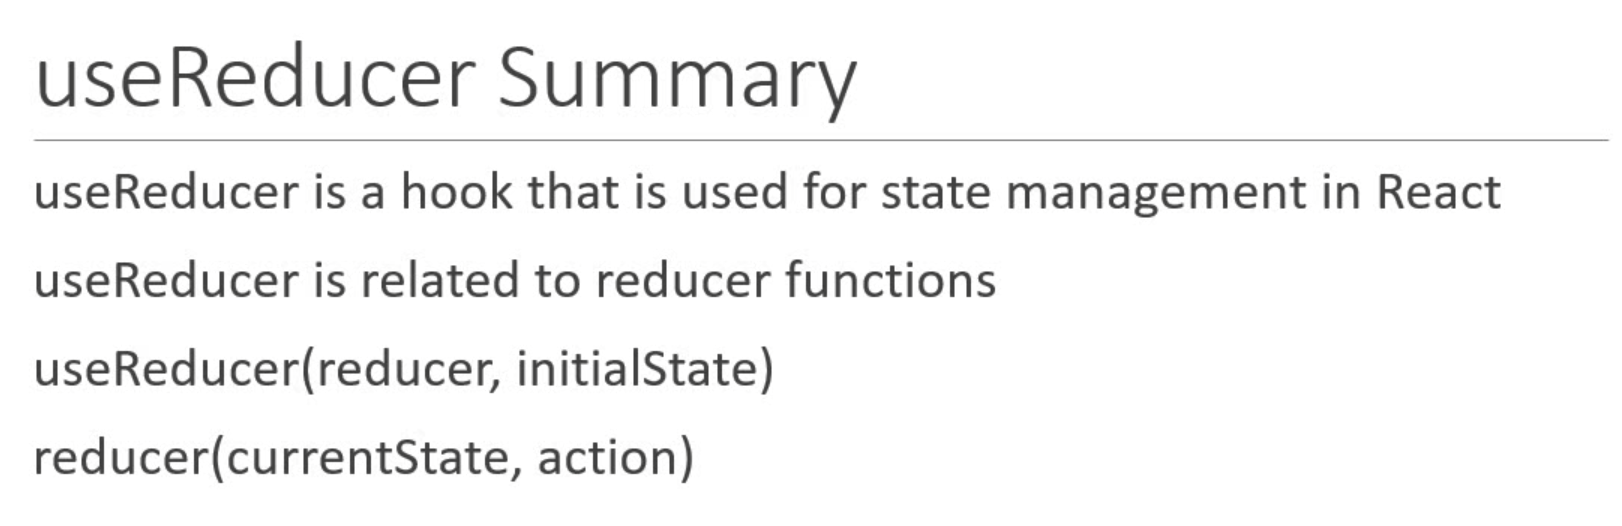 useReducer Summary
useReducer is a hook that is used for state management in React
useReducer is related to reducer functions
useReducer(reducer, initialState)
reducer(currentState, action)